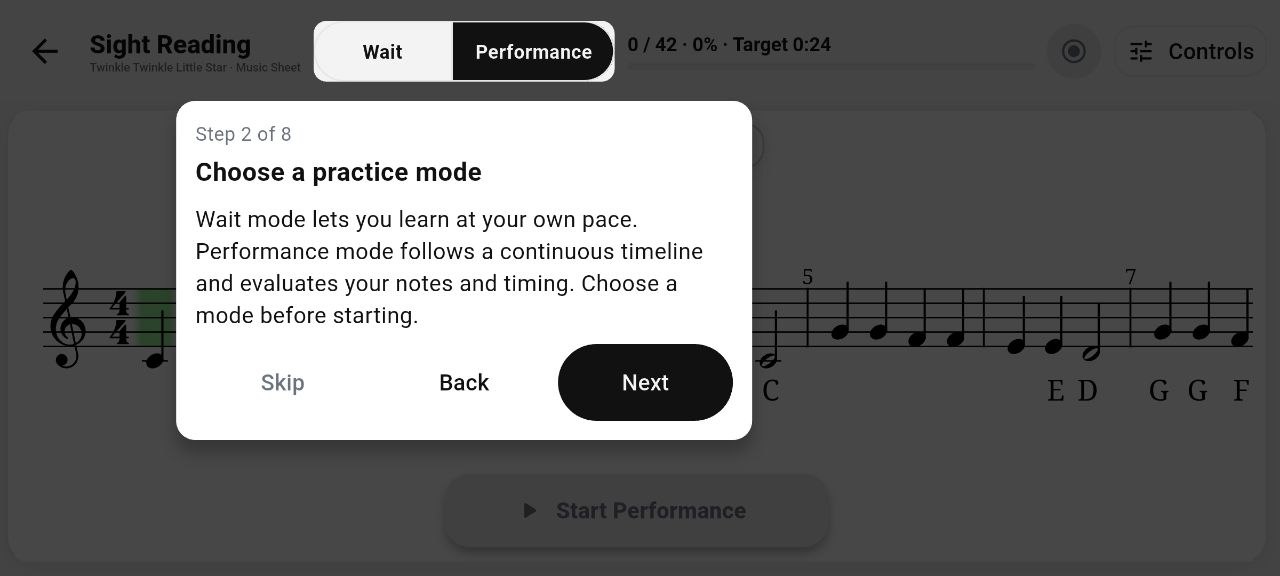 Sight Reading
Twinkle Twinkle Little Star · Music Sheet
Wait
Performance
0 / 42 · 0% · Target 0:24
Controls
Step 2 of 8
Choose a practice mode
Wait mode lets you learn at your own pace.
Performance mode follows a continuous timeline
and evaluates your notes and timing. Choose a
mode before starting.
Skip
Back
Next
4
4
5
7
C
E D G G F
Start Performance